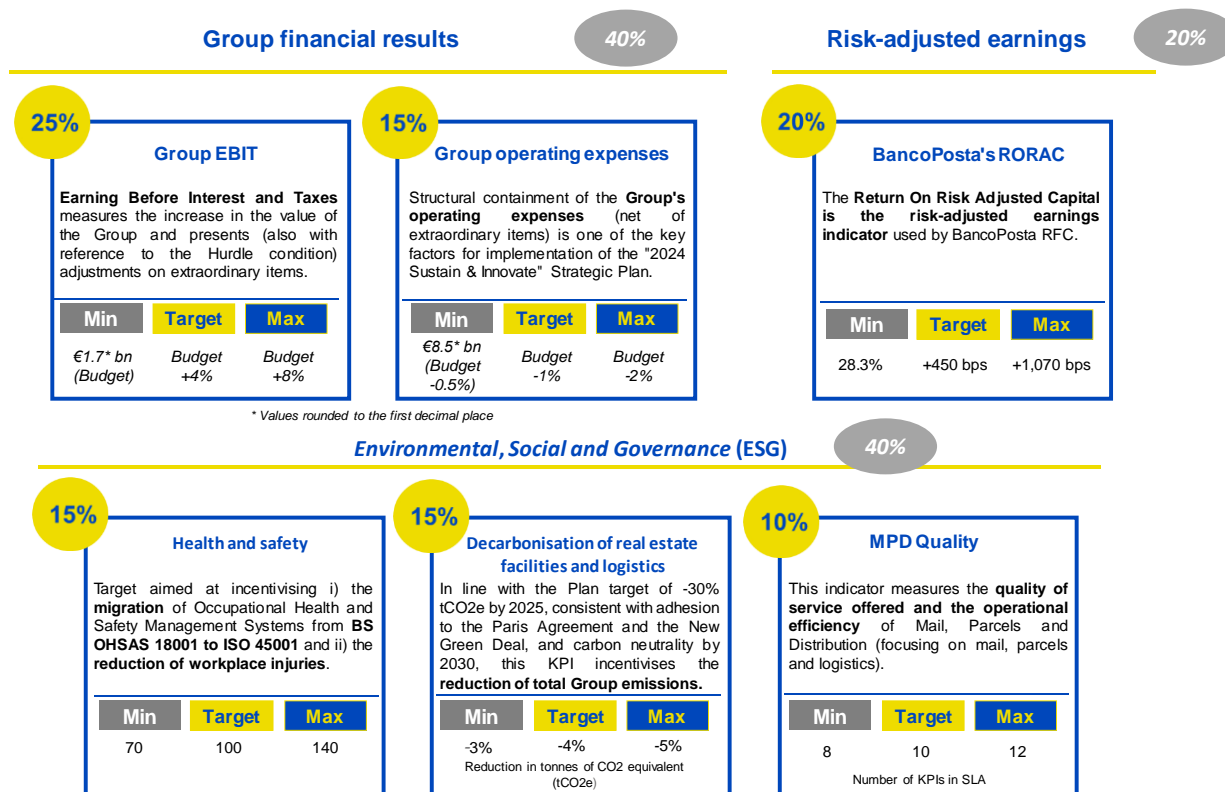 Group financial results
40%
Risk-adjusted earnings
20%
25%
Group EBIT
Earning Before Interest and Taxes
measures the increase in the value of
the Group and presents (also with
reference to the Hurdle condition)
adjustments on extraordinary items.
Min Target Max
€1.7* bn
(Budget)
Budget
+4%
Budget
+8%
15%
Group operating expenses
Structural containment of the Group's
operating expenses (net of
extraordinary items) is one of the key
factors for implementation of the "2024
Sustain & Innovate" Strategic Plan.
Min Target Max
€8.5* bn
(Budget
-0.5%)
Budget
-1%
Budget
-2%
20%
BancoPosta's RORAC
The Return On Risk Adjusted Capital
is the risk-adjusted earnings
indicator used by BancoPosta RFC.
Min Target Max
28.3% +450 bps +1,070 bps
* Values rounded to the first decimal place
Environmental, Social and Governance (ESG)
40%
15%
Health and safety
Target aimed at incentivising i) the
migration of Occupational Health and
Safety Management Systems from BS
OHSAS 18001 to ISO 45001 and ii) the
reduction of workplace injuries.
Min Target Max
70 100 140
15%
Decarbonisation of real estate
facilities and logistics
In line with the Plan target of -30%
tCO2e by 2025, consistent with adhesion
to the Paris Agreement and the New
Green Deal, and carbon neutrality by
2030, this KPI incentivises the
reduction of total Group emissions.
Min Target Max
-3% -4% -5%
Reduction in tonnes of CO2 equivalent
(tCO2e)
10%
MPD Quality
This indicator measures the quality of
service offered and the operational
efficiency of Mail, Parcels and
Distribution (focusing on mail, parcels
and logistics).
Min Target Max
8 10 12
Number of KPIs in SLA